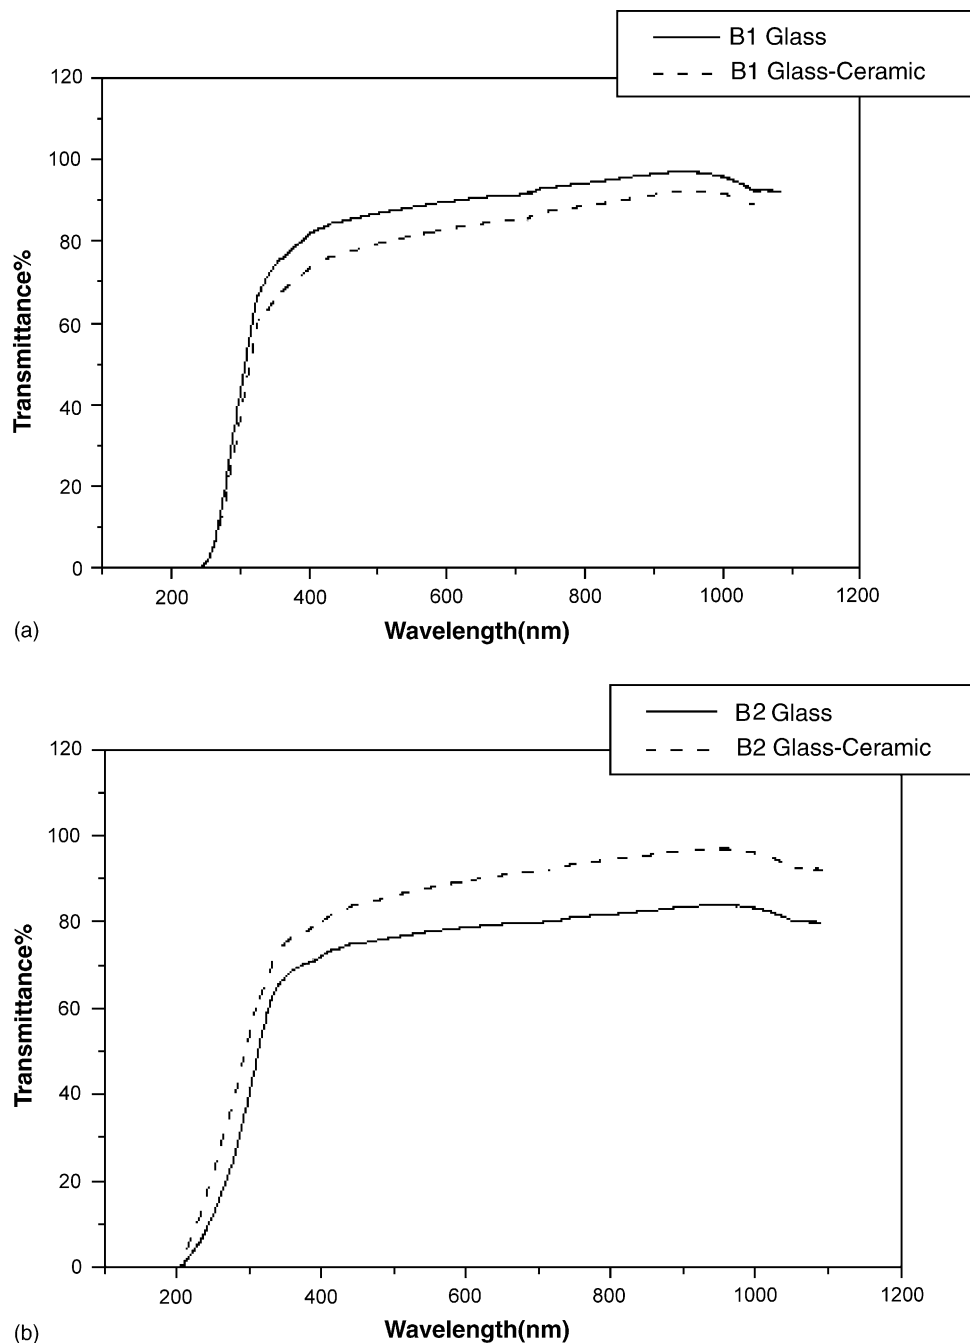 B1 Glass
B1 Glass-Ceramic
120
100
80
60
40
20
0
Transmittance%
200 400 600 800 1000 1200
Wavelength(nm)
(a)
B2 Glass
B2 Glass-Ceramic
120
100
80
60
40
20
0
Transmittance%
200 400 600 800 1000 1200
Wavelength(nm)
(b)